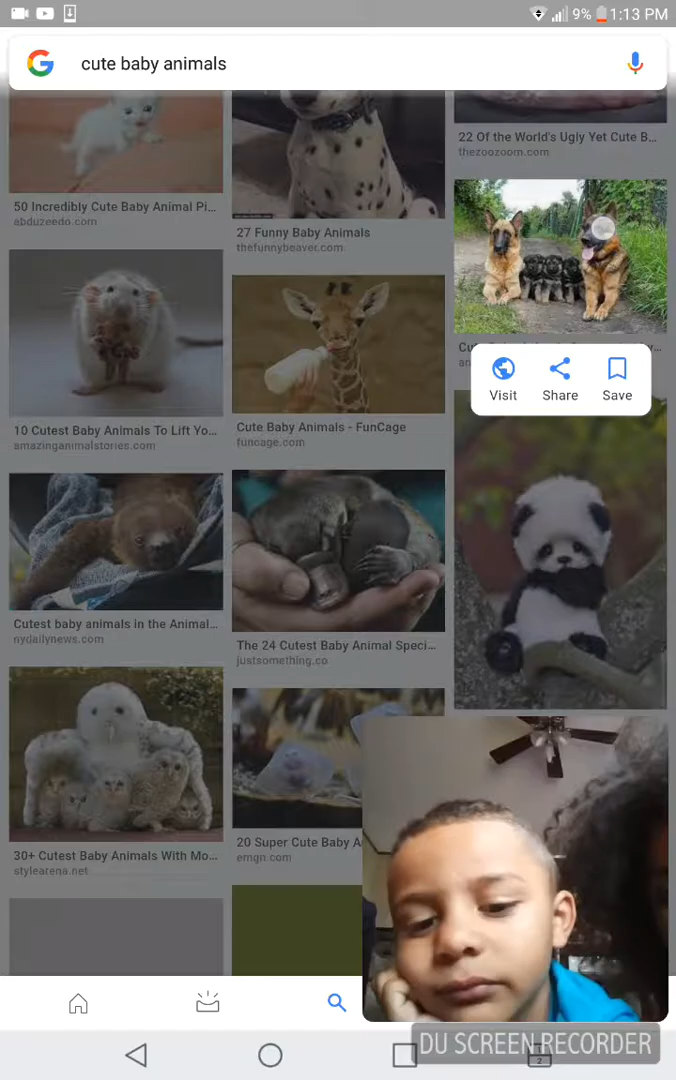 9% 1:13 PM
cute baby animals
50 Incredibly Cute Baby Animal Pi...
abduzeedo.com
27 Funny Baby Animals
thefunnybeaver.com
22 Of the World's Ugly Yet Cute B...
thezoozoom.com
Visit
Share
Save
10 Cutest Baby Animals To Lift Yo...
amazinganimalstories.com
Cute Baby Animals - FunCage
funcage.com
Cutest baby animals in the Animal...
nydailynews.com
The 24 Cutest Baby Animal Speci...
justsomething.co
30+ Cutest Baby Animals With Mo...
stylearena.net
20 Super Cute Baby A
emgn.com
DU SCREEN RECORDER
2